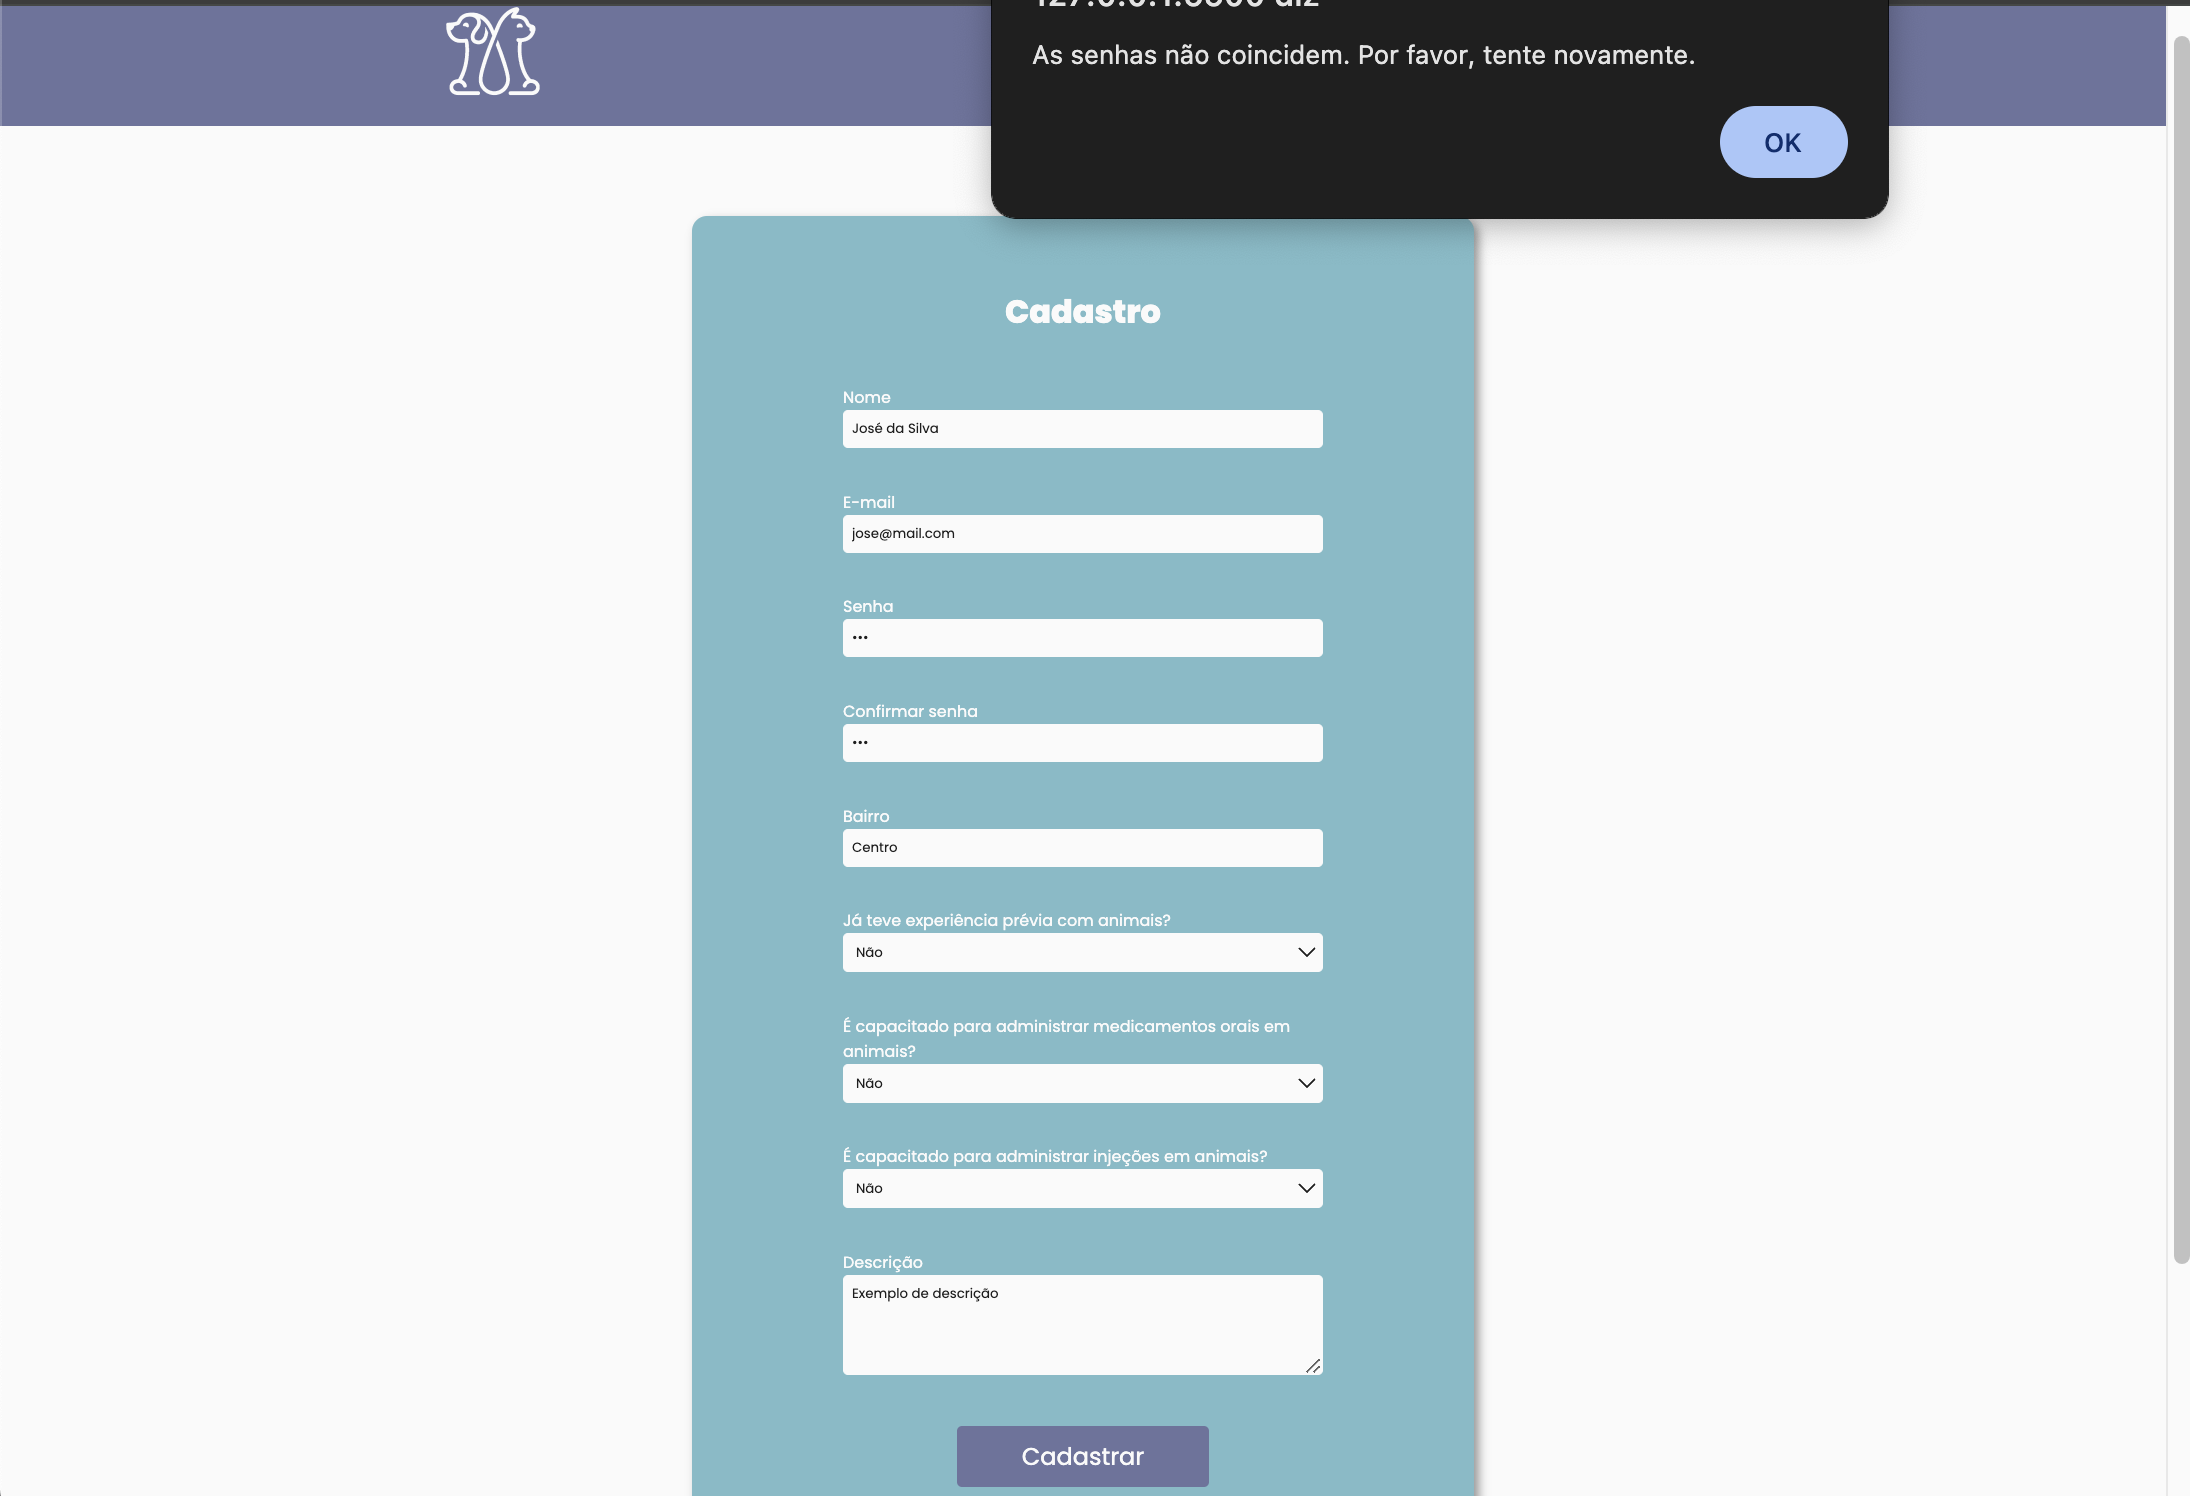 As senhas não coincidem. Por favor, tente novamente.
OK
Cadastro
Nome
José da Silva
E-mail
jose@mail.com
Senha
•••
Confirmar senha
•••
Bairro
Centro
Já teve experiência prévia com animais?
Não
É capacitado para administrar medicamentos orais em
animais?
Não
É capacitado para administrar injeções em animais?
Não
Descrição
Exemplo de descrição
Cadastrar